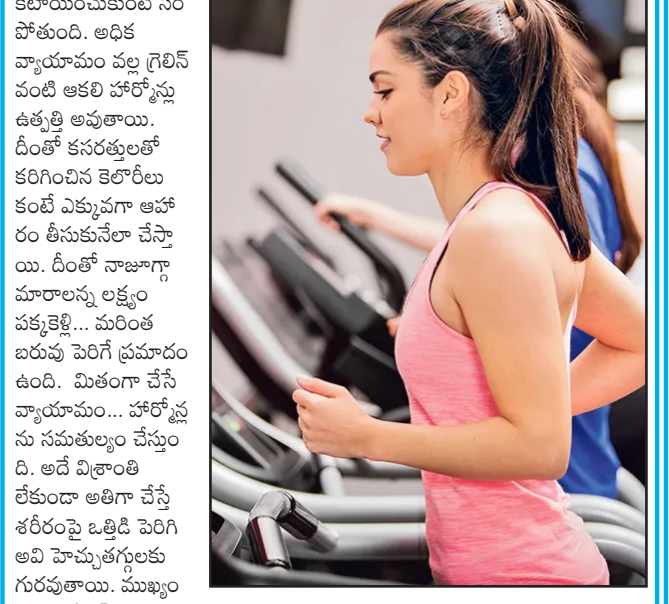 పోతుంది. అధిక
వ్యాయామం వల్ల గ్రెలిన్
వంటి ఆకలి హార్మోన్లు
ఉత్పత్తి అవుతాయి.
దీంతో కసరత్తులతో
కరిగించిన కెలొరీలు
కంటే ఎక్కువగా ఆహా
రం తీసుకునేలా చేస్తా
యి. దీంతో నాజూగ్గా
మారాలన్న లక్ష్యం
పక్కకెళ్లి... మరింత
బరువు పెరిగే ప్రమాదం
ఉంది. మితంగా చేసే
వ్యాయామం... హార్మోన్ల
ను సమతుల్యం చేస్తుం
ది. అదే విశ్రాంతి
లేకుండా అతిగా చేస్తే
శరీరంపై ఒత్తిడి పెరిగి
అవి హెచ్చుతగ్గులకు
గురవుతాయి. ముఖ్యం